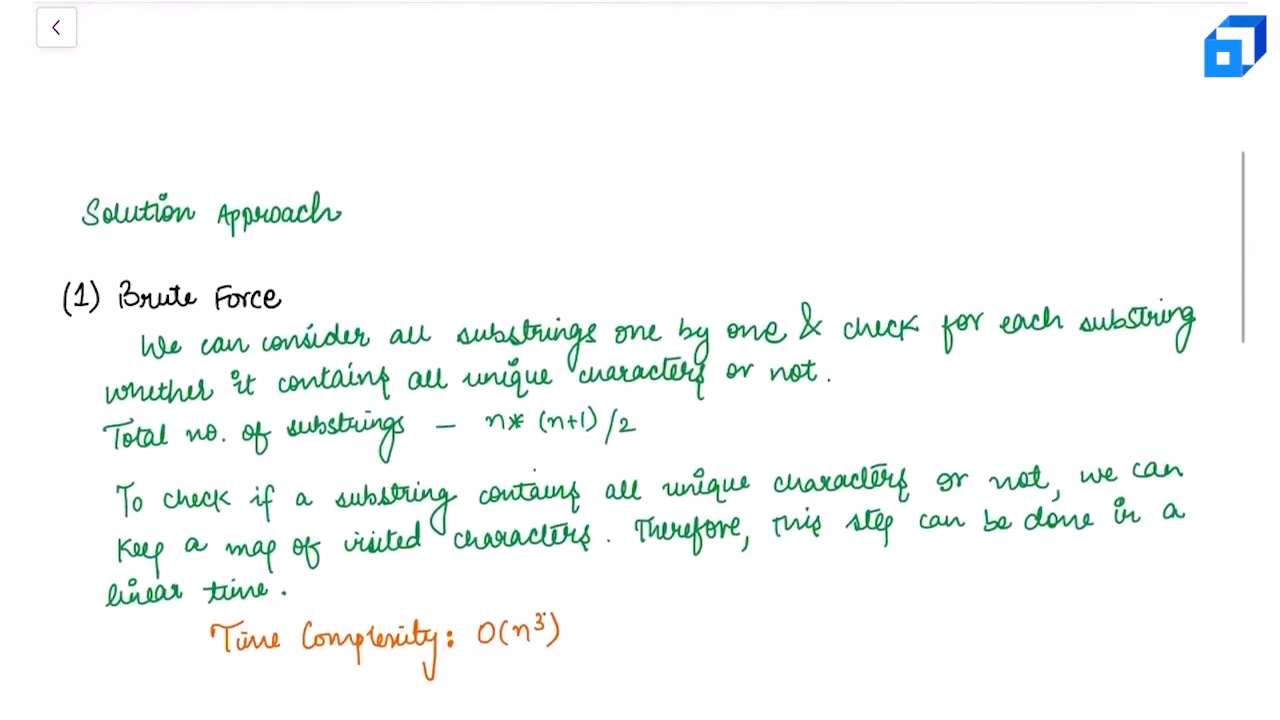 Solution Approach
(1) Brute Force
We can consider all substrings one by one & check for each substring
whether it contains all unique characters or not.
Total no. of substrings - n* (n+1)/2
To check if a substring contains all unique characters or not, we can
keep a map of visited characters. Therefore, this step can be done in a
linear time.
Time Complexity: O(n³)